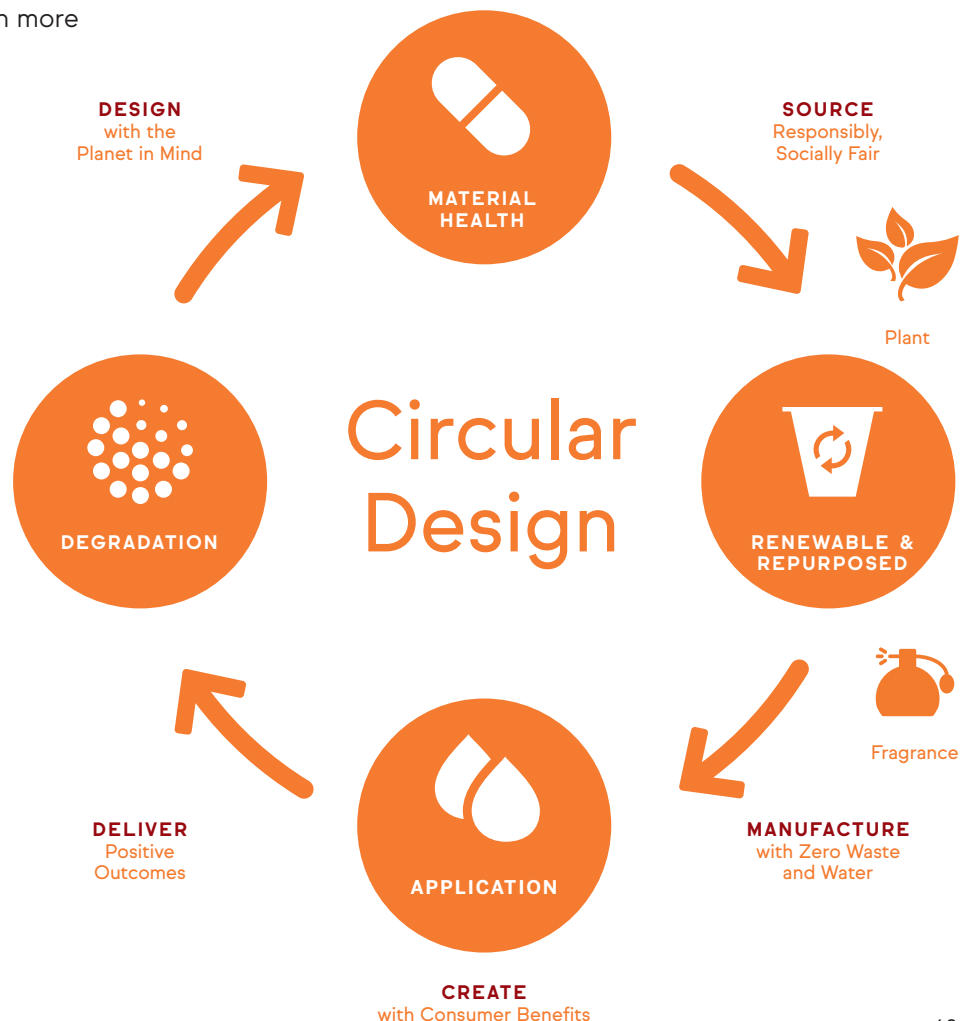 more
DESIGN
with the
Planet in Mind
MATERIAL
HEALTH
SOURCE
Responsibly,
Socially Fair
Plant
Circular
Design
DEGRADATION
RENEWABLE &
REPURPOSED
Fragrance
DELIVER
Positive
Outcomes
APPLICATION
MANUFACTURE
with Zero Waste
and Water
CREATE
with Consumer Benefits